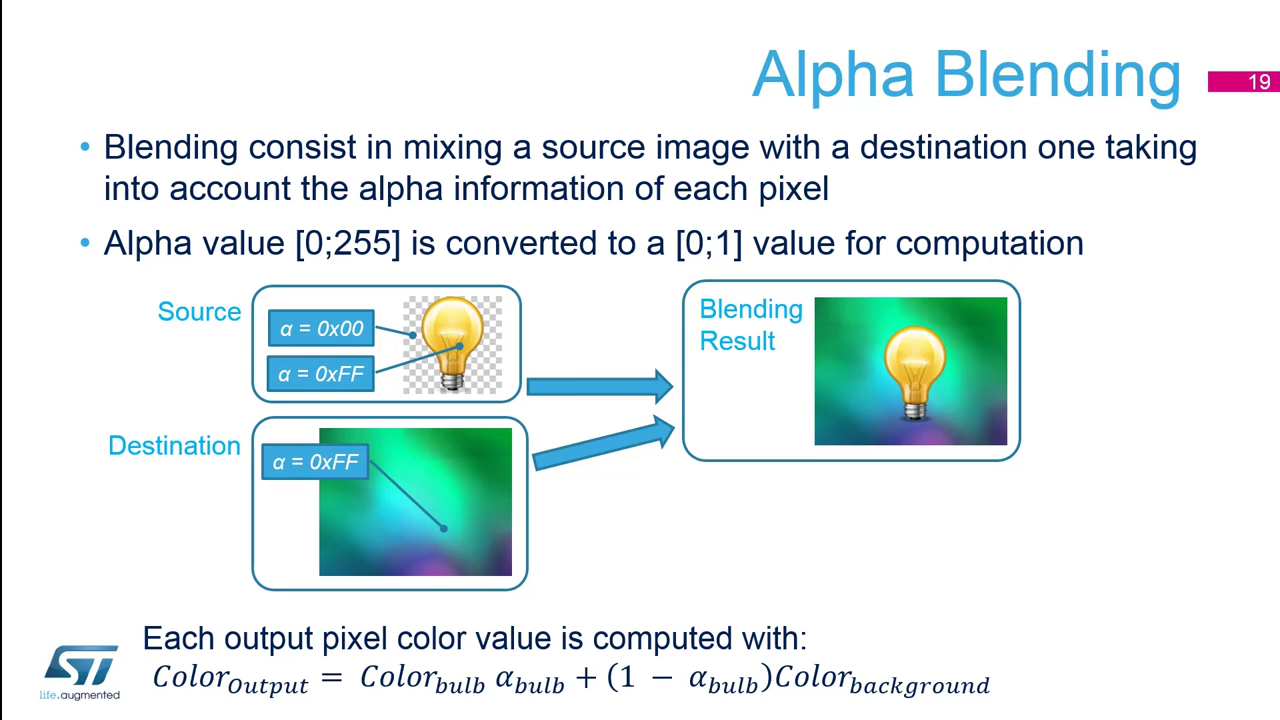 Alpha Blending
19
• Blending consist in mixing a source image with a destination one taking
into account the alpha information of each pixel
• Alpha value [0;255] is converted to a [0;1] value for computation
Source
α = 0x00
α = 0xFF
Destination
α = 0xFF
Blending
Result
Each output pixel color value is computed with:
Color_Output = Color_bulb α_bulb + (1 − α_bulb)Color_background
ST
life.augmented